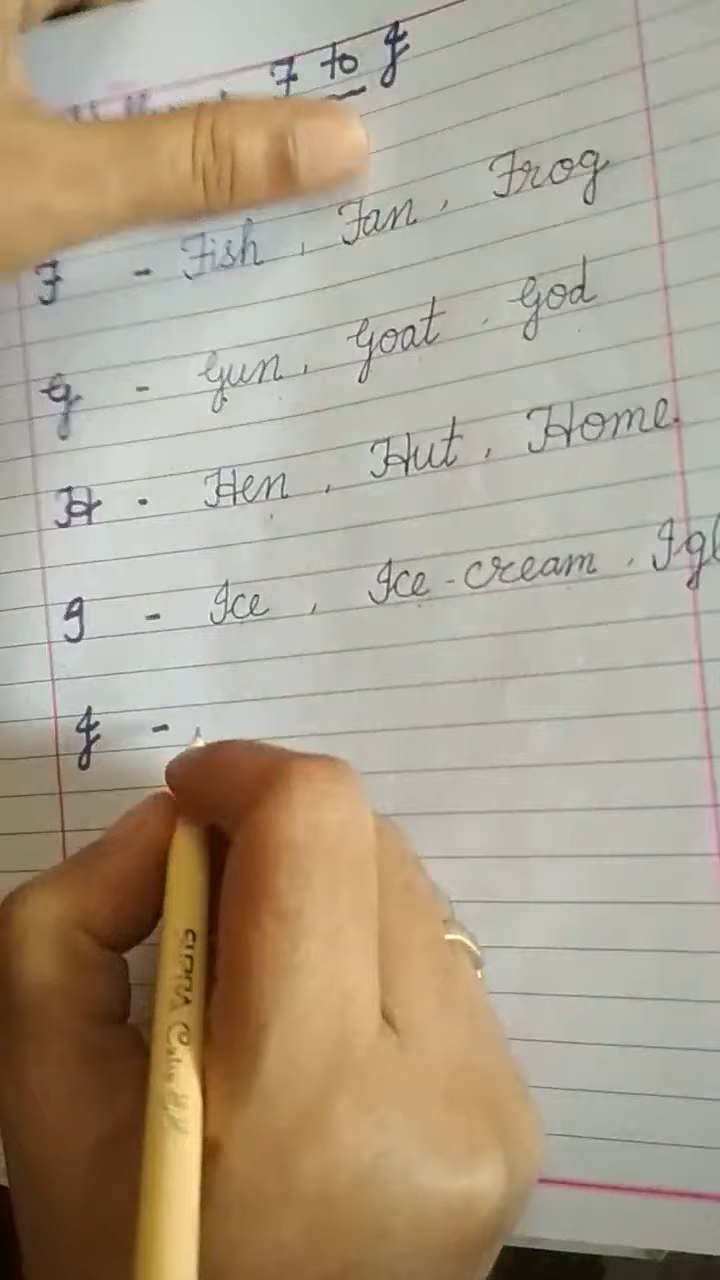 F to J
F - Fish, Fan, Frog
G - Gun, Goat, God
H - Hen, Hut, Home.
I - Ice, Ice-cream,
J -